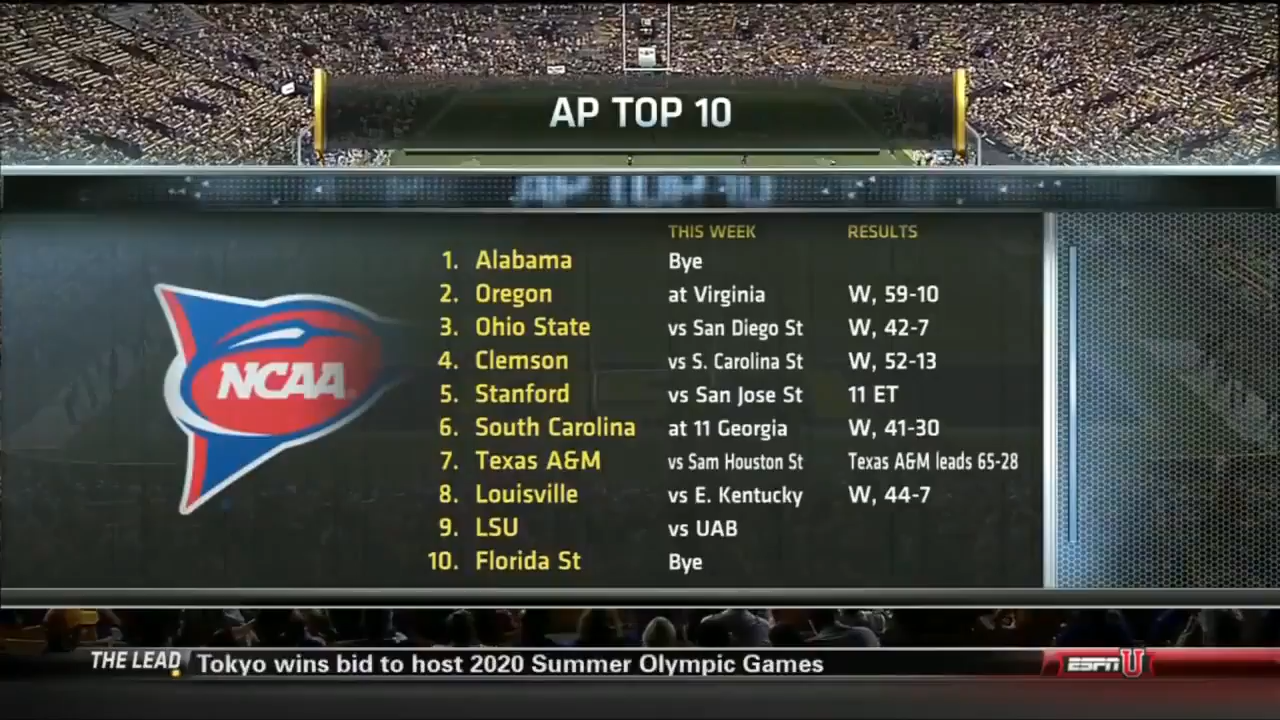 AP TOP 10
AP TOP 10
THIS WEEK RESULTS
1. Alabama Bye
2. Oregon at Virginia W, 59-10
3. Ohio State vs San Diego St W, 42-7
4. Clemson vs S. Carolina St W, 52-13
5. Stanford vs San Jose St 11 ET
6. South Carolina at 11 Georgia W, 41-30
7. Texas A&M vs Sam Houston St Texas A&M leads 65-28
8. Louisville vs E. Kentucky W, 44-7
9. LSU vs UAB
10. Florida St Bye
NCAA
THE LEAD Tokyo wins bid to host 2020 Summer Olympic Games ESPN U